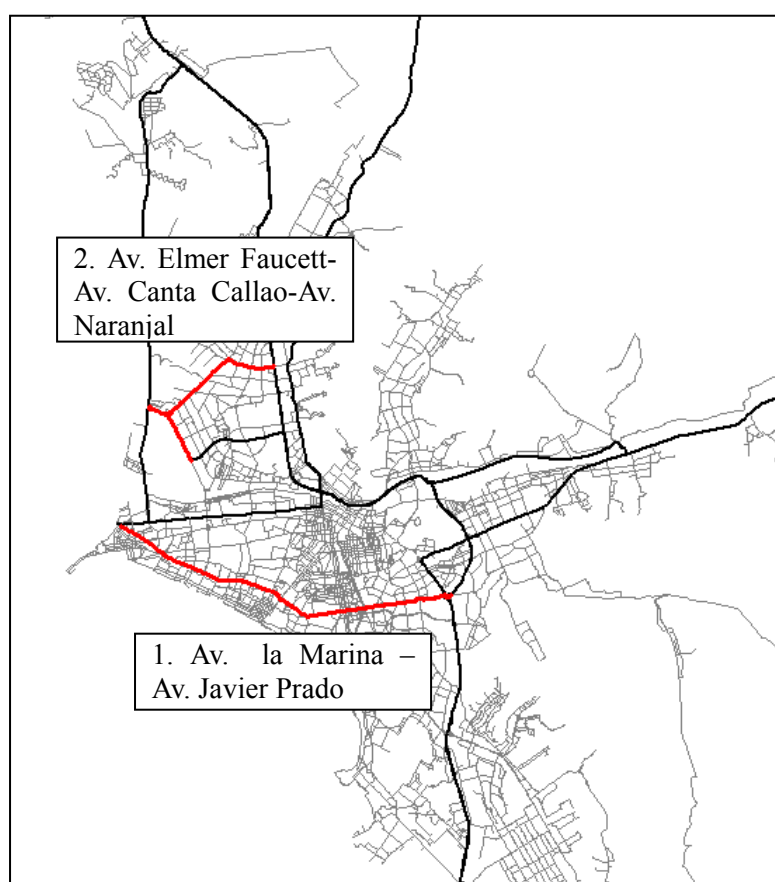 2. Av. Elmer Faucett-
Av. Canta Callao-Av.
Naranjal
1. Av. la Marina –
Av. Javier Prado